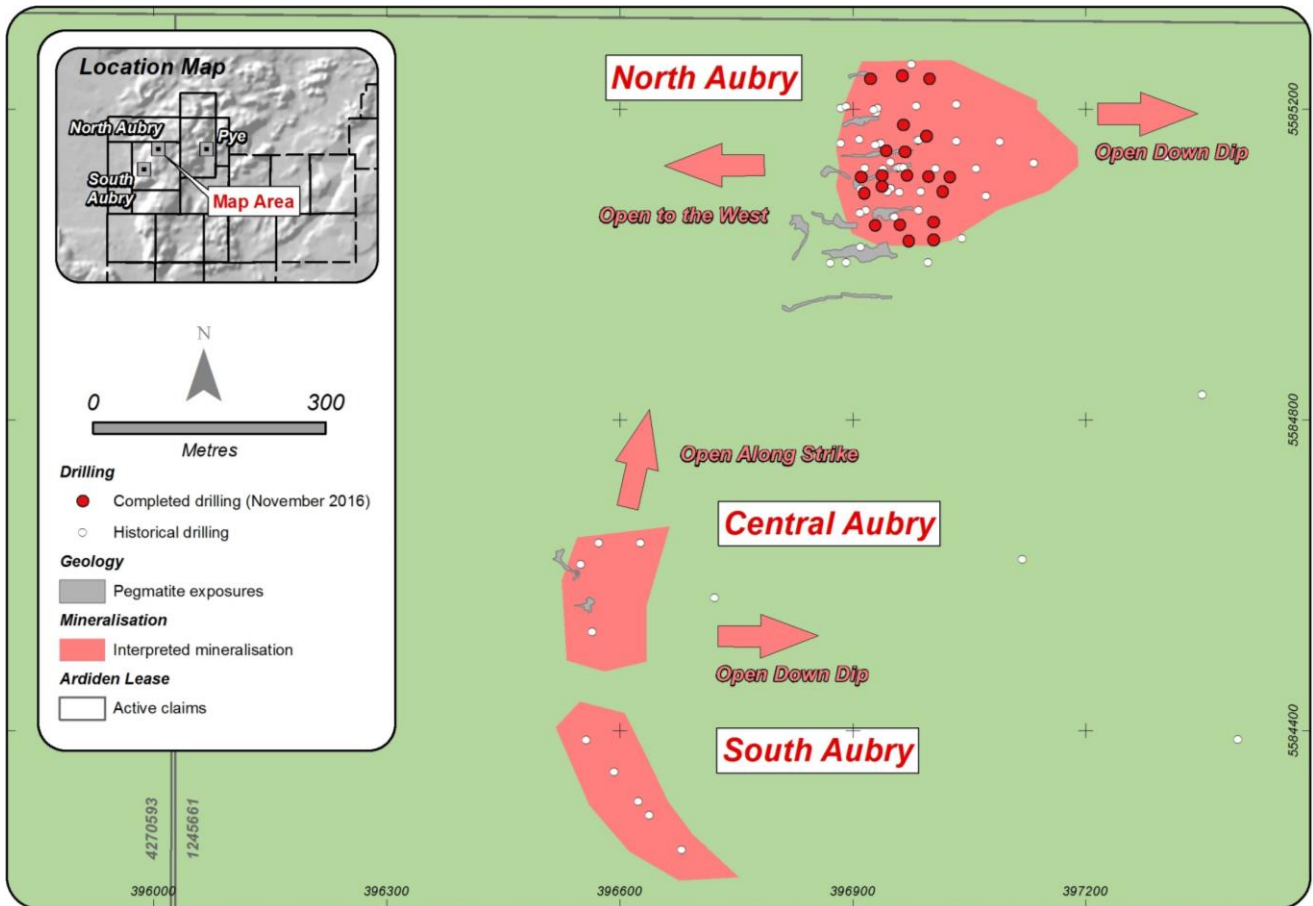 Location Map
North Aubry
Pye
South
Aubry
Map Area
N
0 300
Metres
Drilling
Completed drilling (November 2016)
Historical drilling
Geology
Pegmatite exposures
Mineralisation
Interpreted mineralisation
Ardiden Lease
Active claims
North Aubry
Open Down Dip
Open to the West
Open Along Strike
Central Aubry
Open Down Dip
South Aubry
5585200
5584800
5584400
4270593
1245661
396000 396300 396600 396900 397200